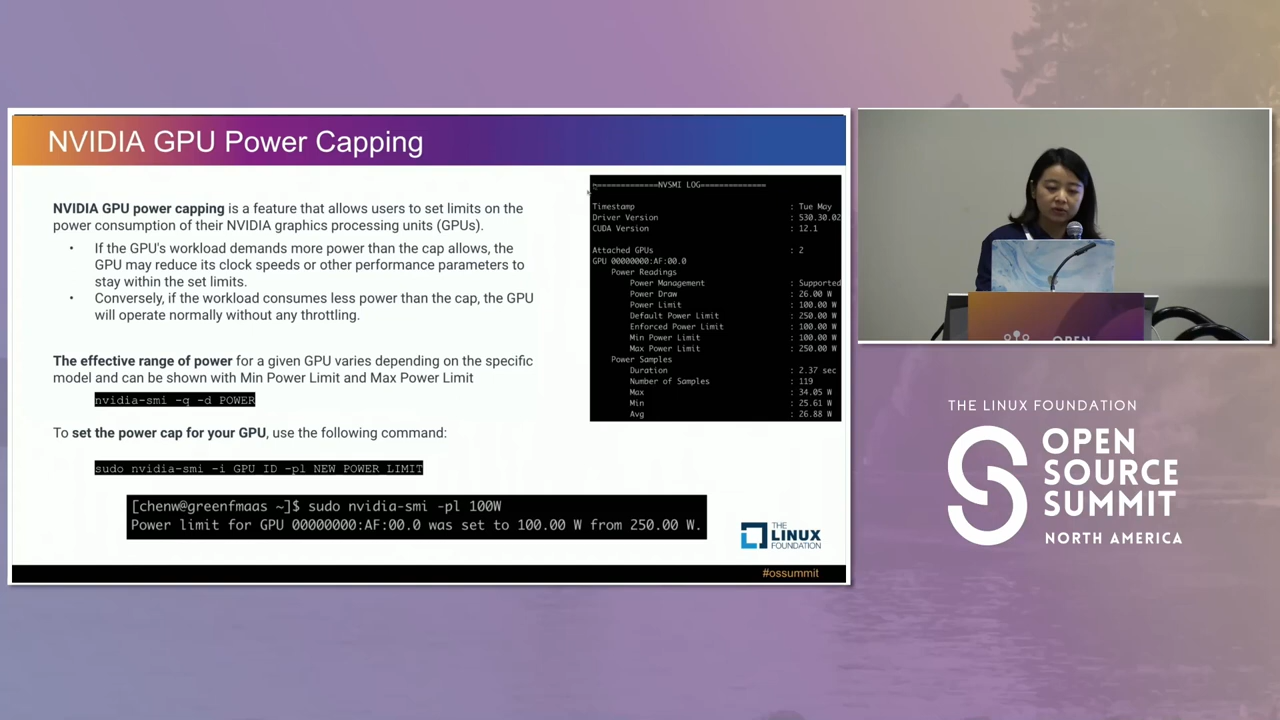 NVIDIA GPU Power Capping
NVIDIA GPU power capping is a feature that allows users to set limits on the
power consumption of their NVIDIA graphics processing units (GPUs).
• If the GPU's workload demands more power than the cap allows, the
GPU may reduce its clock speeds or other performance parameters to
stay within the set limits.
• Conversely, if the workload consumes less power than the cap, the GPU
will operate normally without any throttling.
The effective range of power for a given GPU varies depending on the specific
model and can be shown with Min Power Limit and Max Power Limit
nvidia-smi -q -d POWER
To set the power cap for your GPU, use the following command:
sudo nvidia-smi -i GPU ID -pl NEW POWER LIMIT
[chenw@greenfmaas ~]$ sudo nvidia-smi -pl 100W
Power limit for GPU 00000000:AF:00.0 was set to 100.00 W from 250.00 W.
==============NVSMI LOG==============
Timestamp : Tue May
Driver Version : 530.30.02
CUDA Version : 12.1
Attached GPUs : 2
GPU 00000000:AF:00.0
Power Readings
Power Management : Supported
Power Draw : 26.00 W
Power Limit : 100.00 W
Default Power Limit : 250.00 W
Enforced Power Limit : 100.00 W
Min Power Limit : 100.00 W
Max Power Limit : 250.00 W
Power Samples
Duration : 2.37 sec
Number of Samples : 119
Max : 34.05 W
Min : 25.61 W
Avg : 26.88 W
THE
LINUX
FOUNDATION
#ossummit
OPEN
THE LINUX FOUNDATION
OPEN
SOURCE
SUMMIT
NORTH AMERICA